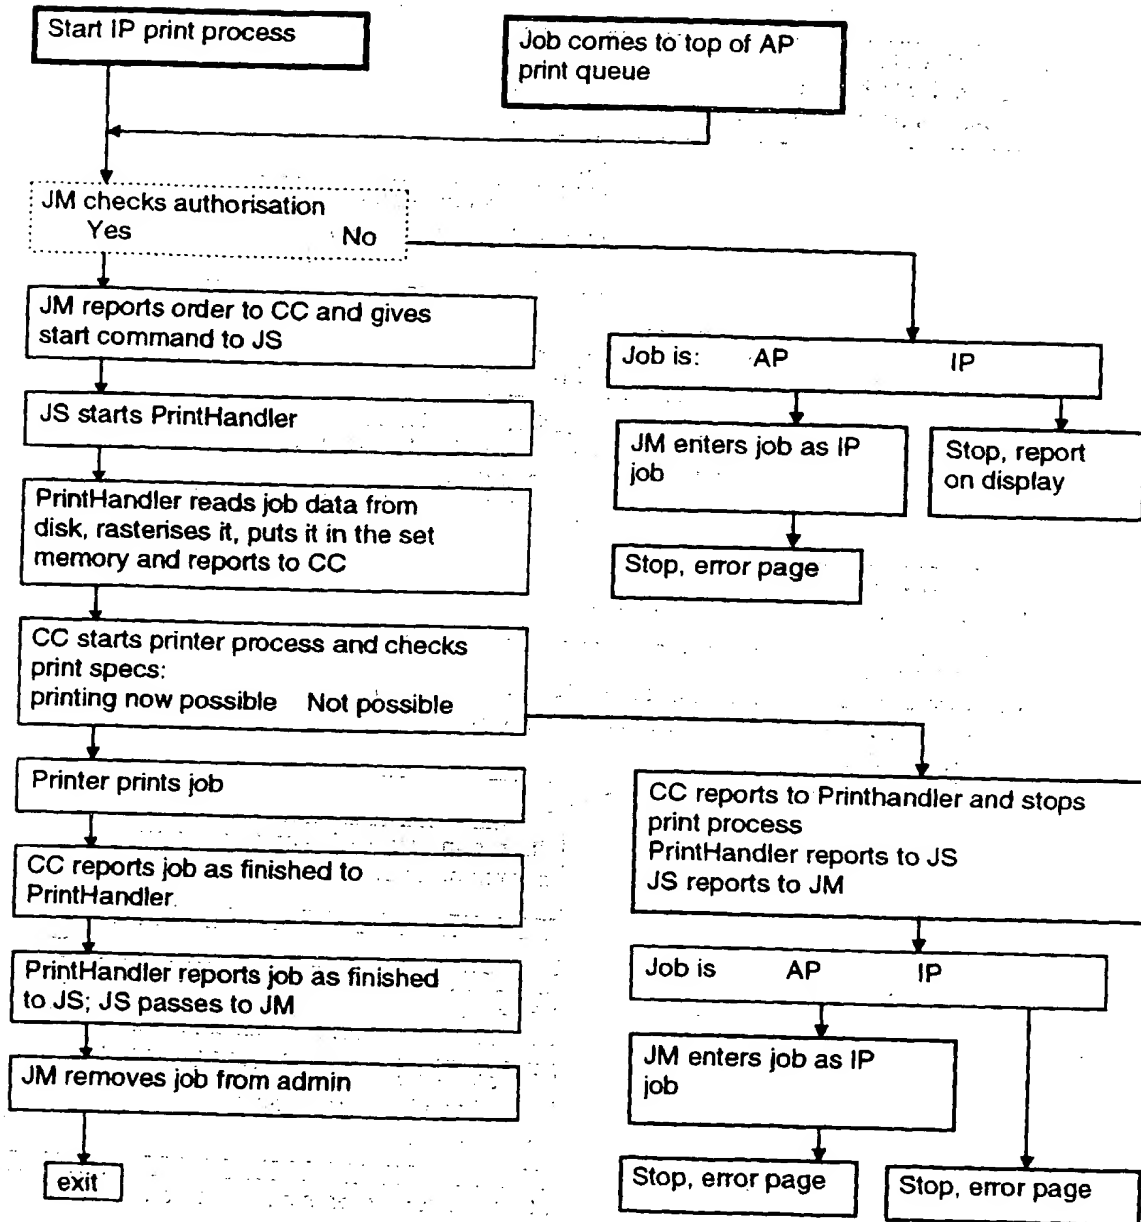 Start IP print process
Job comes to top of AP
print queue
JM checks authorisation
Yes No
JM reports order to CC and gives
start command to JS
Job is: AP IP
JS starts PrintHandler
JM enters job as IP
job
Stop, report
on display
PrintHandler reads job data from
disk, rasterises it, puts it in the set
memory and reports to CC
Stop, error page
CC starts printer process and checks
print specs:
printing now possible Not possible
Printer prints job
CC reports to Printhandler and stops
print process
PrintHandler reports to JS
JS reports to JM
CC reports job as finished to
PrintHandler
PrintHandler reports job as finished
to JS; JS passes to JM
Job is AP IP
JM enters job as IP
job
JM removes job from admin
exit
Stop, error page
Stop, error page